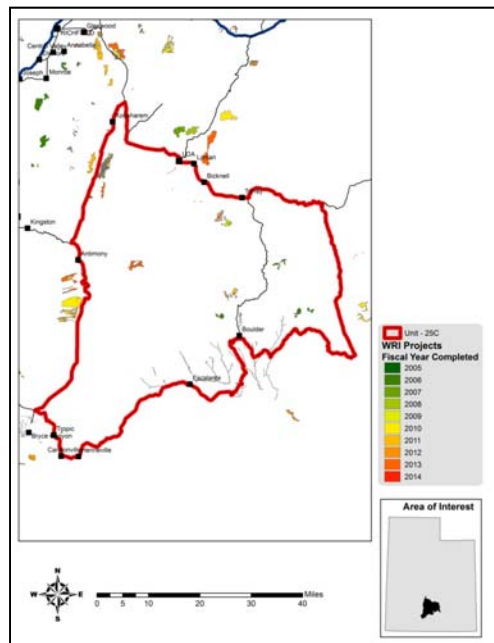 Glenwood
Annabella
Monroe
Joseph
Koosharem
LOA
Lyman
Bicknell
Torrey
Kingston
Antimony
Boulder
Escalante
Tropic
Bryce Canyon
Cannonville
Henrieville
Unit - 25C
WRI Projects
Fiscal Year Completed
2005
2006
2007
2008
2009
2010
2011
2012
2013
2014
Area of Interest
N
W
E
S
Miles
0
5
10
20
30
40